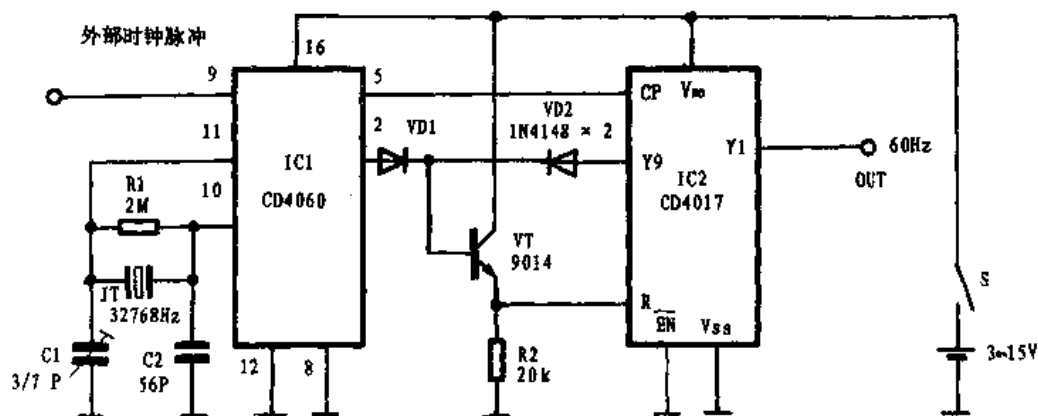 外部时钟脉冲
9
16
5
11
2
VD1
10
IC1
CD4060
R1
2M
JT
32768Hz
C1
3/7 P
C2
56P
12
8
VD2
1N4148 × 2
VT
9014
R2
20k
CP
Y9
Y1
IC2
CD4017
R
EN
VSS
60Hz
OUT
S
3~15V